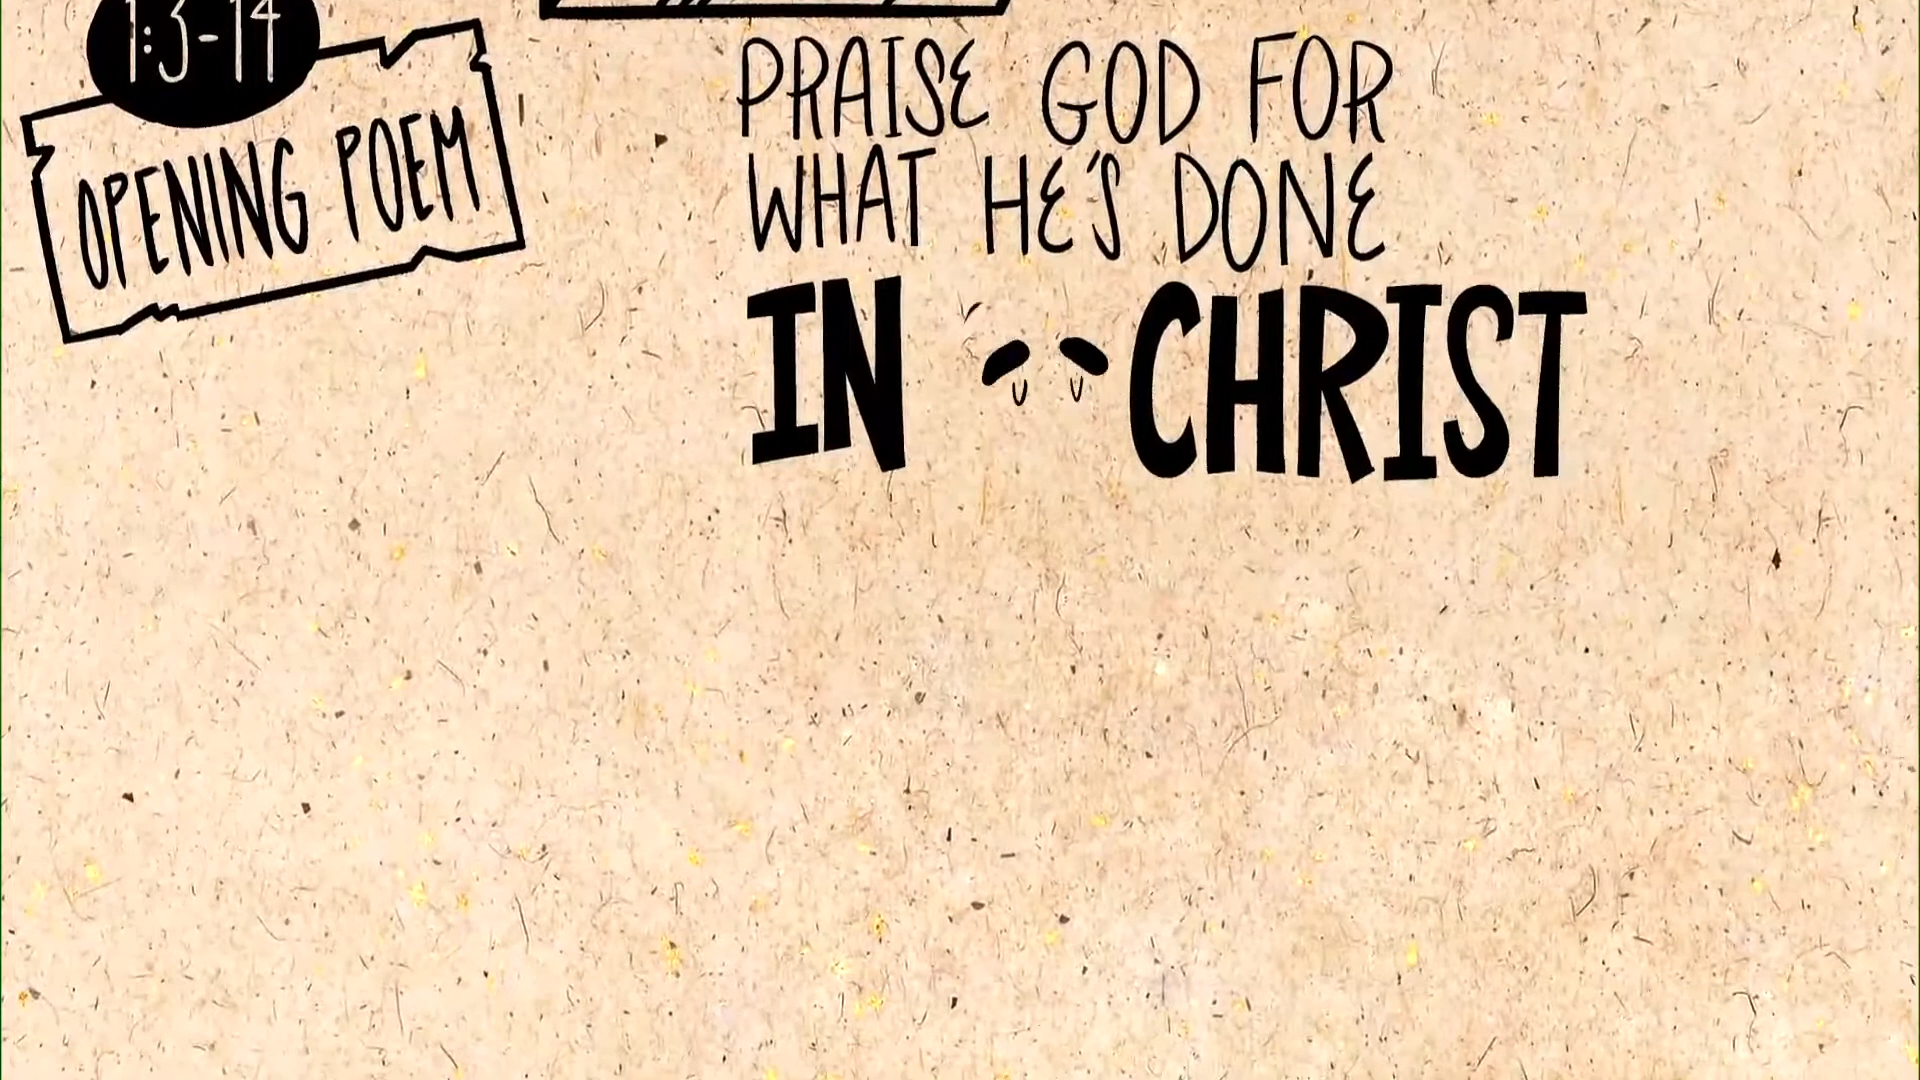 1:3-14
OPENING POEM
PRAISE GOD FOR
WHAT HE'S DONE
IN CHRIST